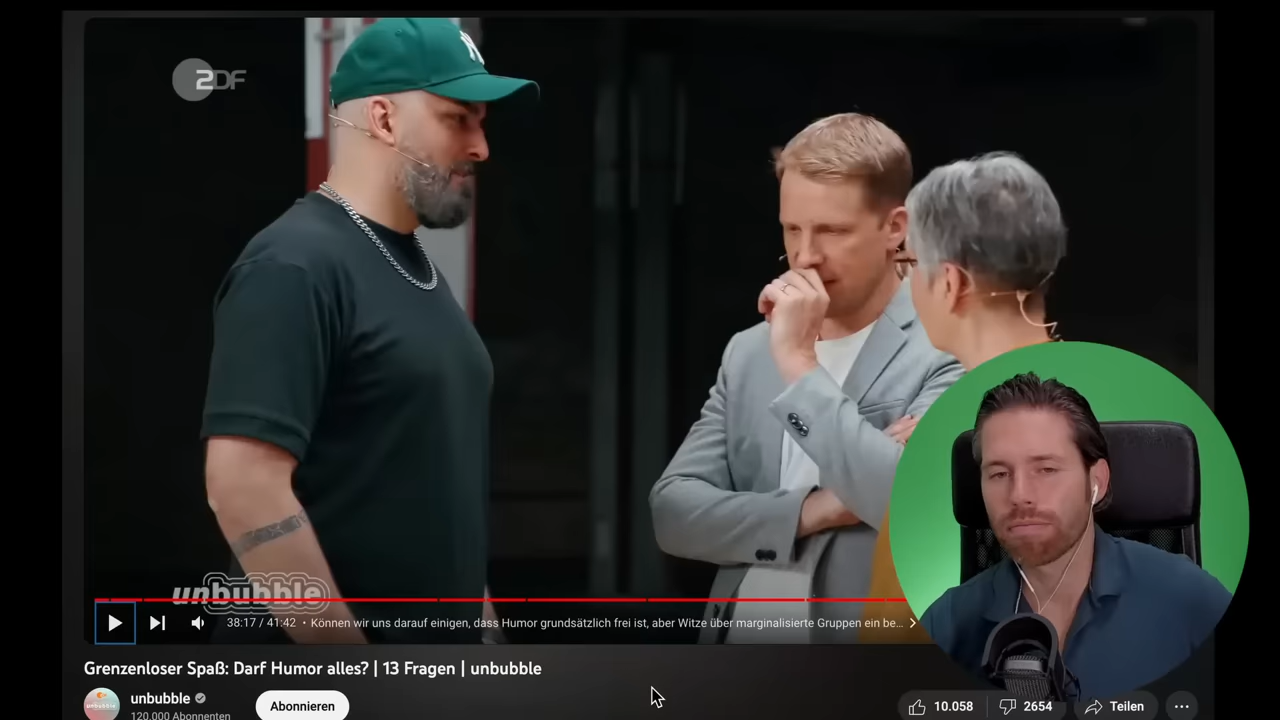 ZDF
unbubble
38:17 / 41:42 • Können wir uns darauf einigen, dass Humor grundsätzlich frei ist, aber Witze über marginalisierte Gruppen ein be...
Grenzenloser Spaß: Darf Humor alles? | 13 Fragen | unbubble
unbubble
120.000 Abonnenten
Abonnieren
10.058
2654
Teilen